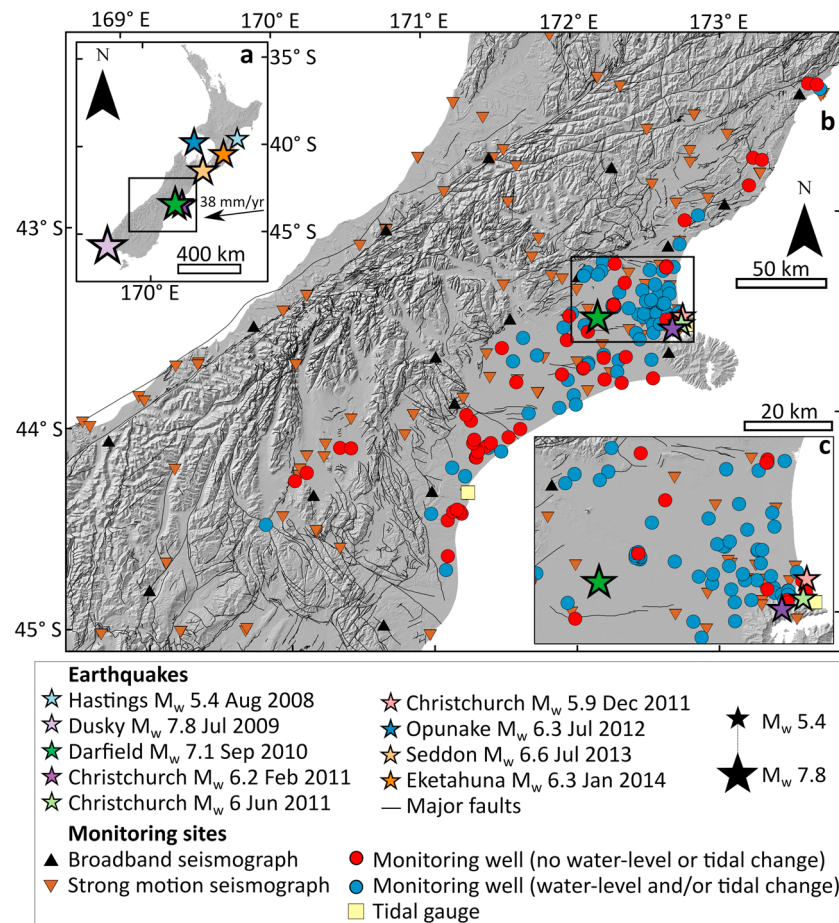 169° E
170° E
171° E
172° E
173° E
N
a
35° S
40° S
45° S
38 mm/yr
400 km
170° E
b
N
50 km
43° S
44° S
45° S
20 km
c
Earthquakes
Hastings Mw 5.4 Aug 2008
Dusky Mw 7.8 Jul 2009
Darfield Mw 7.1 Sep 2010
Christchurch Mw 6.2 Feb 2011
Christchurch Mw 6 Jun 2011
Christchurch Mw 5.9 Dec 2011
Opunake Mw 6.3 Jul 2012
Seddon Mw 6.6 Jul 2013
Eketahuna Mw 6.3 Jan 2014
Major faults
Mw 5.4
Mw 7.8
Monitoring sites
Broadband seismograph
Strong motion seismograph
Monitoring well (no water-level or tidal change)
Monitoring well (water-level and/or tidal change)
Tidal gauge